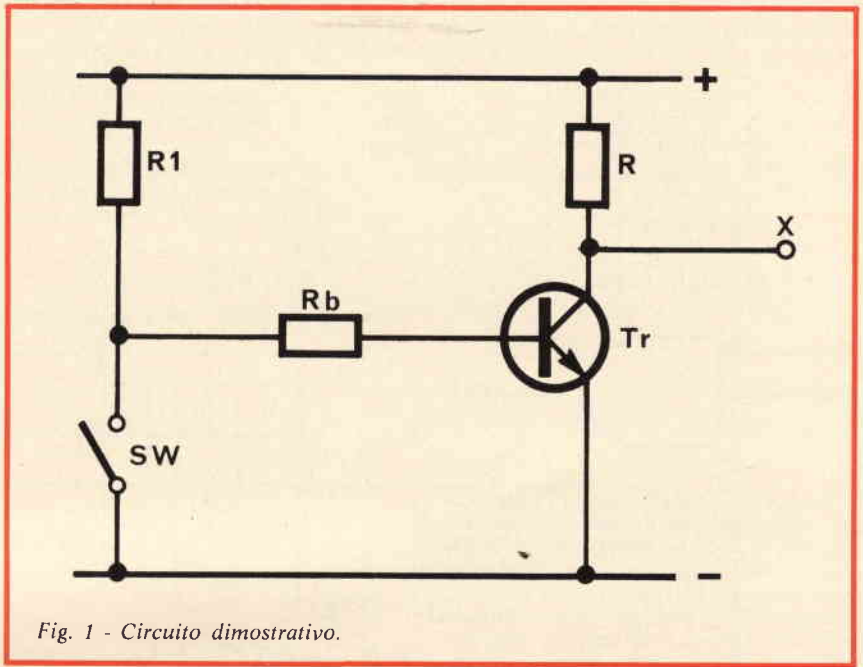 +
R1
R
X
Rb
Tr
SW
-
Fig. 1 - Circuito dimostrativo.